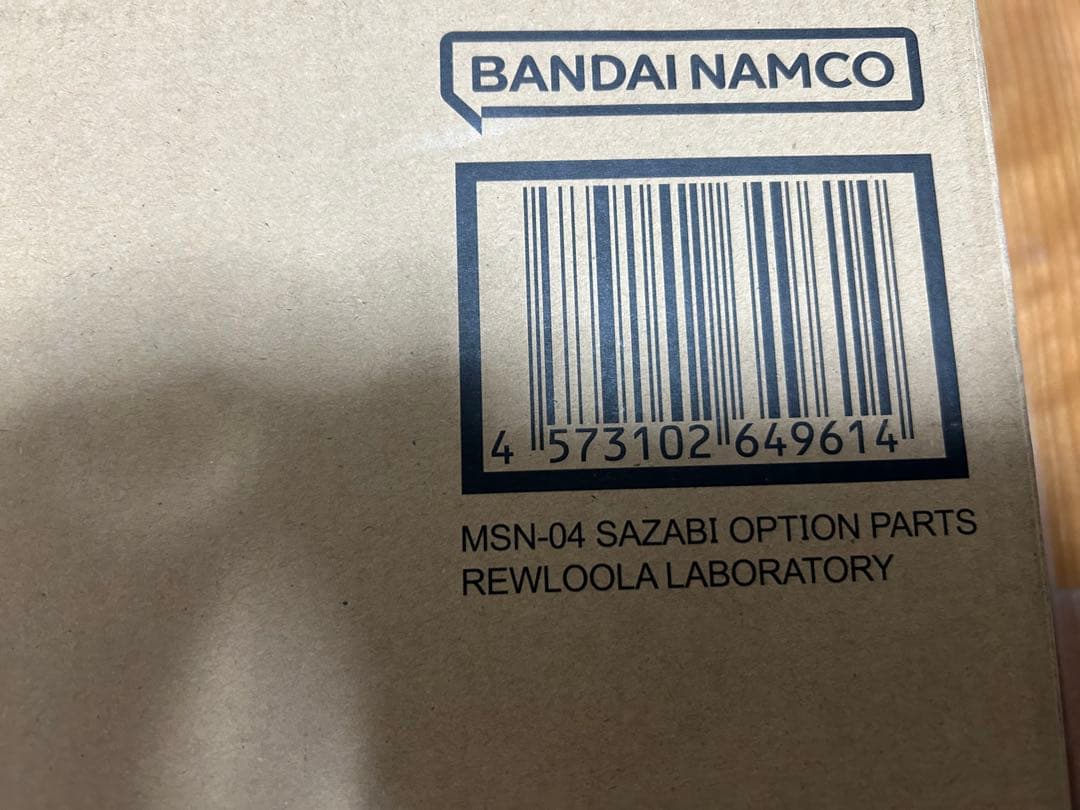 BANDAI NAMCO
4 573102 649614
MSN-04 SAZABI OPTION PARTS
REWLOOLA LABORATORY